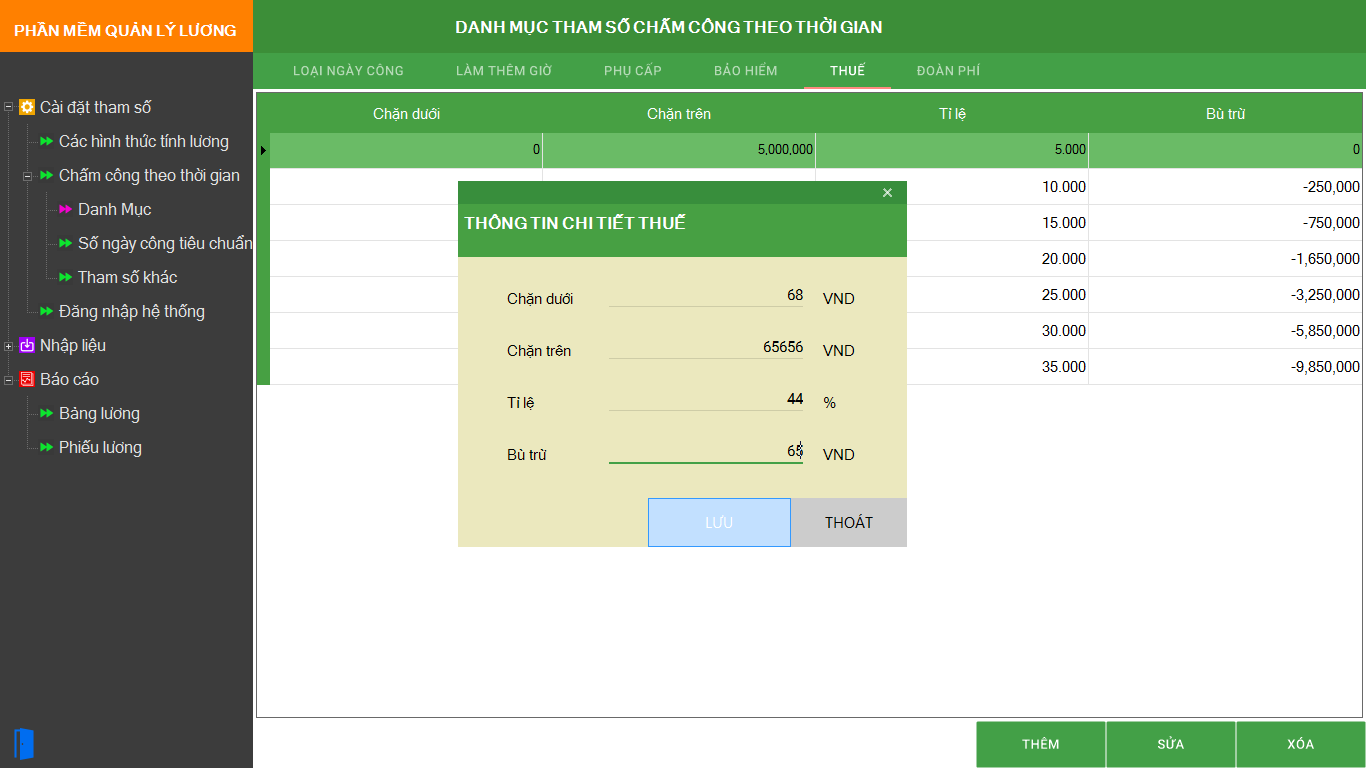 PHẦN MỀM QUẢN LÝ LƯƠNG
DANH MỤC THAM SỐ CHẤM CÔNG THEO THỜI GIAN
LOẠI NGÀY CÔNG LÀM THÊM GIỜ PHỤ CẤP BẢO HIỂM THUẾ ĐOÀN PHÍ
Cài đặt tham số
Các hình thức tính lương
Chấm công theo thời gian
Danh Mục
Số ngày công tiêu chuẩn
Tham số khác
Đăng nhập hệ thống
Nhập liệu
Báo cáo
Bảng lương
Phiếu lương
Chặn dưới Chặn trên Tỉ lệ Bù trừ
0 5,000,000 5.000 0
10.000 -250,000
15.000 -750,000
20.000 -1,650,000
25.000 -3,250,000
30.000 -5,850,000
35.000 -9,850,000
THÔNG TIN CHI TIẾT THUẾ
Chặn dưới 68 VND
Chặn trên 65656 VND
Tỉ lệ 44 %
Bù trừ 65 VND
LƯU THOÁT
THÊM SỬA XÓA